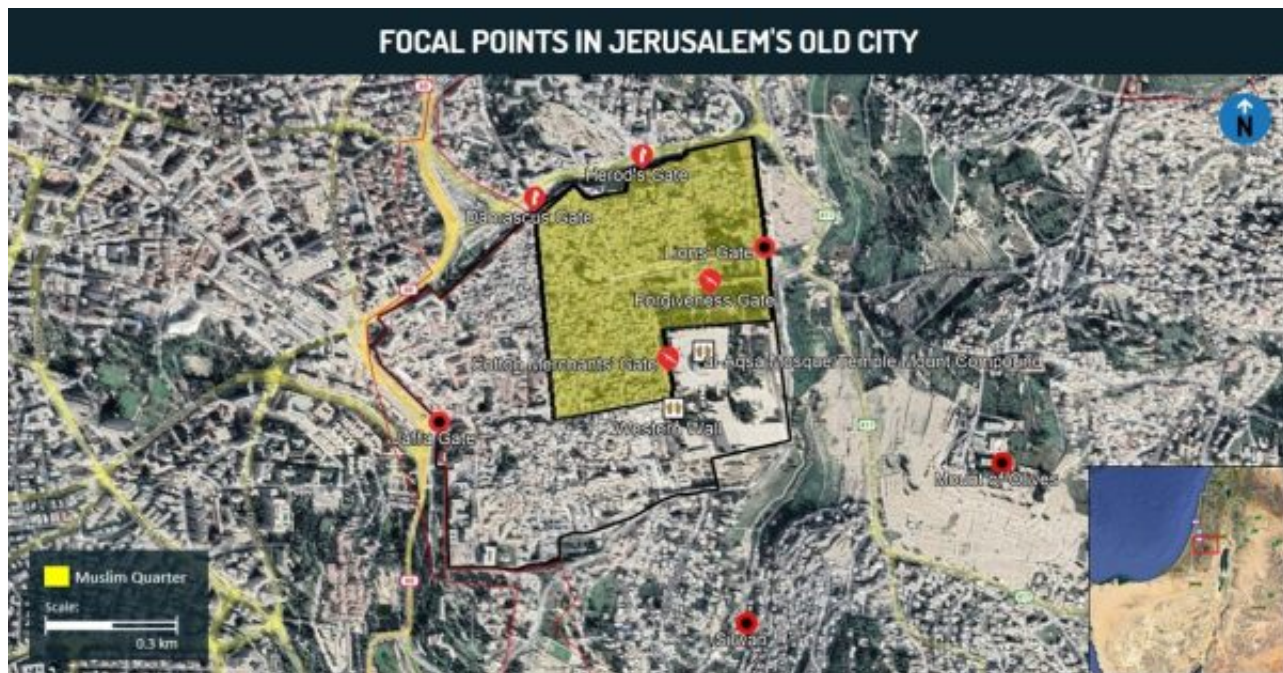 FOCAL POINTS IN JERUSALEM'S OLD CITY
N
Herod's Gate
Damascus Gate
Lions' Gate
Forgiveness Gate
Cotton Merchants' Gate
al-Aqsa Mosque/Temple Mount Compound
Western Wall
Jaffa Gate
Mount of Olives
Silwan
Muslim Quarter
Scale:
0.3 km